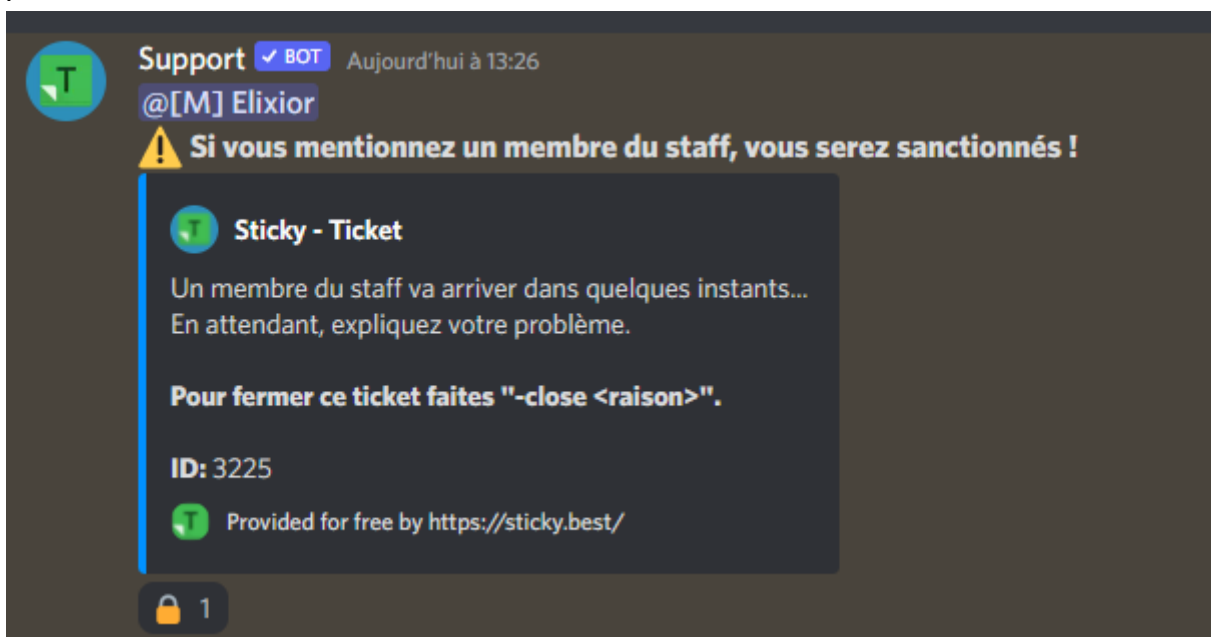 Support ✓ BOT Aujourd'hui à 13:26
@[M] Elixior
⚠️ Si vous mentionnez un membre du staff, vous serez sanctionnés !
T Sticky - Ticket
Un membre du staff va arriver dans quelques instants...
En attendant, expliquez votre problème.
Pour fermer ce ticket faites "-close <raison>".
ID: 3225
T Provided for free by https://sticky.best/
🔒 1